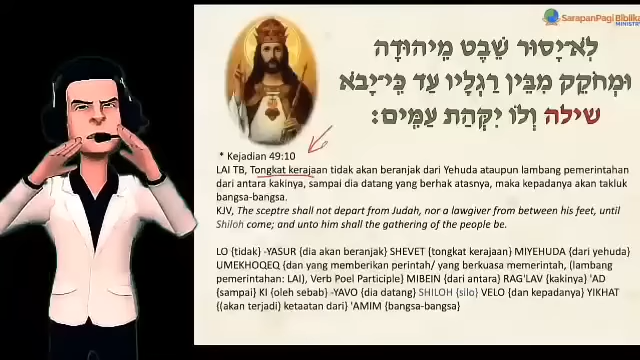 SarapanPagi Biblika
MINISTRY
לֹֽא־יָס֥וּר שֵׁ֙בֶט֙ מִֽיהוּדָ֔ה
וּמְחֹקֵ֖ק מִבֵּ֣ין רַגְלָ֑יו עַ֚ד כִּֽי־יָבֹ֣א
שילה וְל֖וֹ יִקְּהַ֥ת עַמִּֽים׃
* Kejadian 49:10
LAI TB, Tongkat kerajaan tidak akan beranjak dari Yehuda ataupun lambang pemerintahan
dari antara kakinya, sampai dia datang yang berhak atasnya, maka kepadanya akan takluk
bangsa-bangsa.
KJV, The sceptre shall not depart from Judah, nor a lawgiver from between his feet, until
Shiloh come; and unto him shall the gathering of the people be.
LO {tidak} -YASUR {dia akan beranjak} SHEVET {tongkat kerajaan} MIYEHUDA {dari yehuda}
UMEKHOQEQ {dan yang memberikan perintah/ yang berkuasa memerintah, (lambang
pemerintahan: LAI), Verb Poel Participle} MIBEIN {dari antara} RAG'LAV {kakinya} 'AD
{sampai} KI {oleh sebab} -YAVO {dia datang} SHILOH {silo} VELO {dan kepadanya} YIKHAT
{(akan terjadi) ketaatan dari} 'AMIM {bangsa-bangsa}